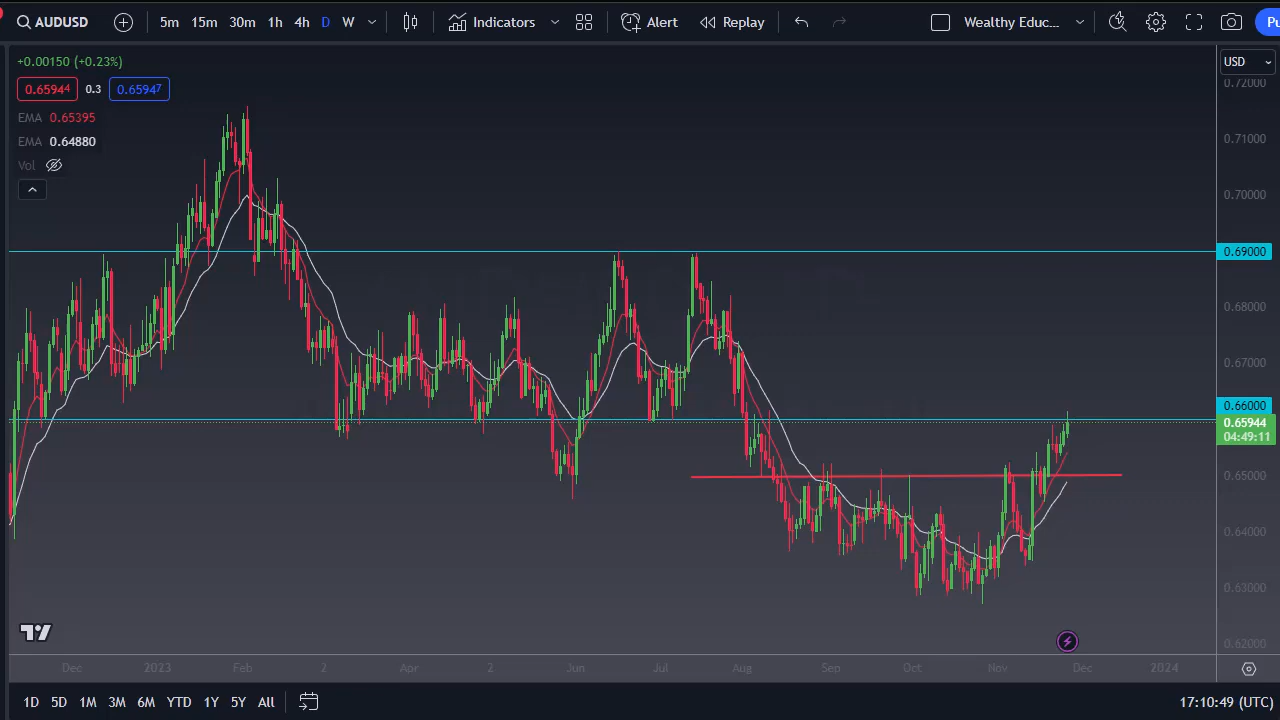 AUDUSD 5m 15m 30m 1h 4h D W Indicators Alert Replay Wealthy Educ... Pu
+0.00150 (+0.23%)
0.65944 0.3 0.65947
EMA 0.65395
EMA 0.64880
Vol
USD
0.72000
0.71000
0.70000
0.69000
0.68000
0.67000
0.66000
0.65944
04:49:11
0.65000
0.64000
0.63000
0.62000
Dec 2023 Feb 2 Apr 2 Jun Jul Aug Sep Oct Nov Dec 2024
1D 5D 1M 3M 6M YTD 1Y 5Y All 17:10:49 (UTC)